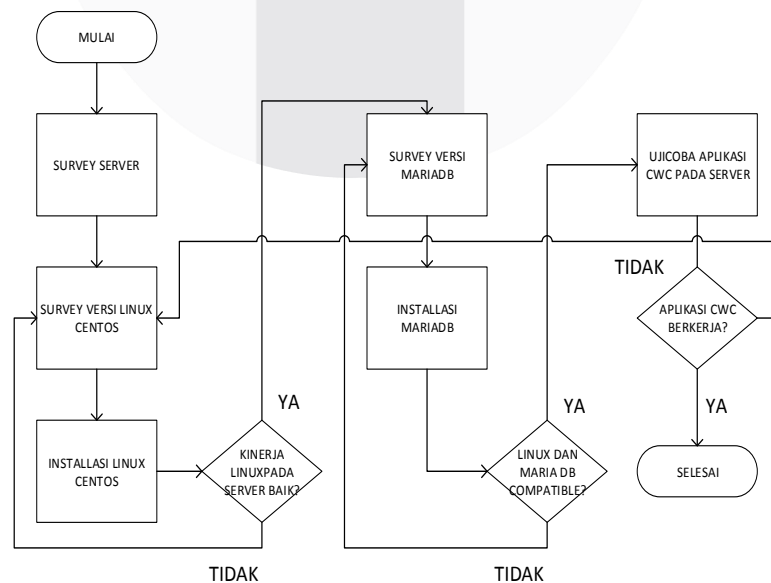 MULAI
SURVEY SERVER
SURVEY VERSI LINUX
CENTOS
INSTALLASI LINUX
CENTOS
KINERJA
LINUXPADA
SERVER BAIK?
YA
TIDAK
SURVEY VERSI
MARIADB
INSTALLASI
MARIADB
LINUX DAN
MARIA DB
COMPATIBLE?
YA
TIDAK
UJICOBA APLIKASI
CWC PADA SERVER
TIDAK
APLIKASI CWC
BERKERJA?
YA
SELESAI